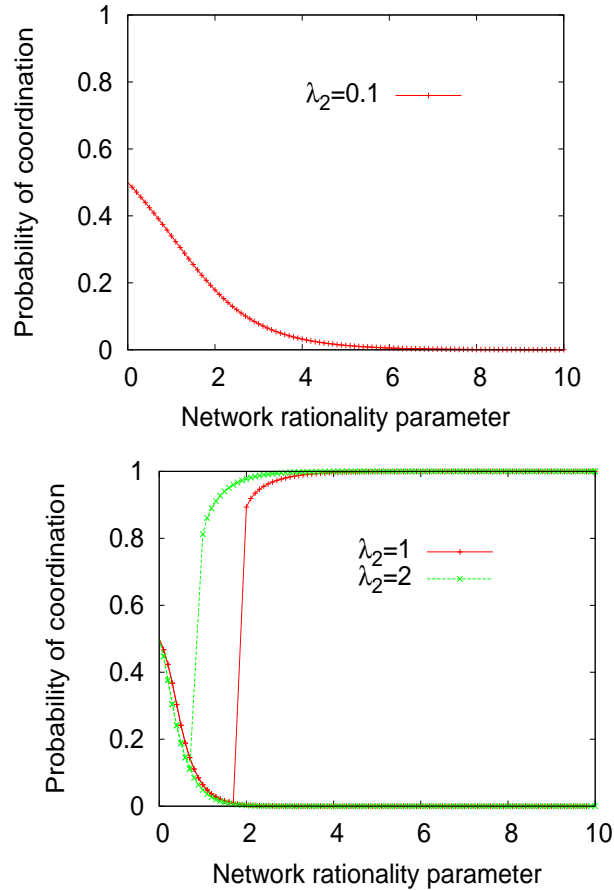 1
0.8
0.6
0.4
0.2
0
Probability of coordination
λ2=0.1
0 2 4 6 8 10
Network rationality parameter
1
0.8
0.6
0.4
0.2
0
Probability of coordination
λ2=1
λ2=2
0 2 4 6 8 10
Network rationality parameter